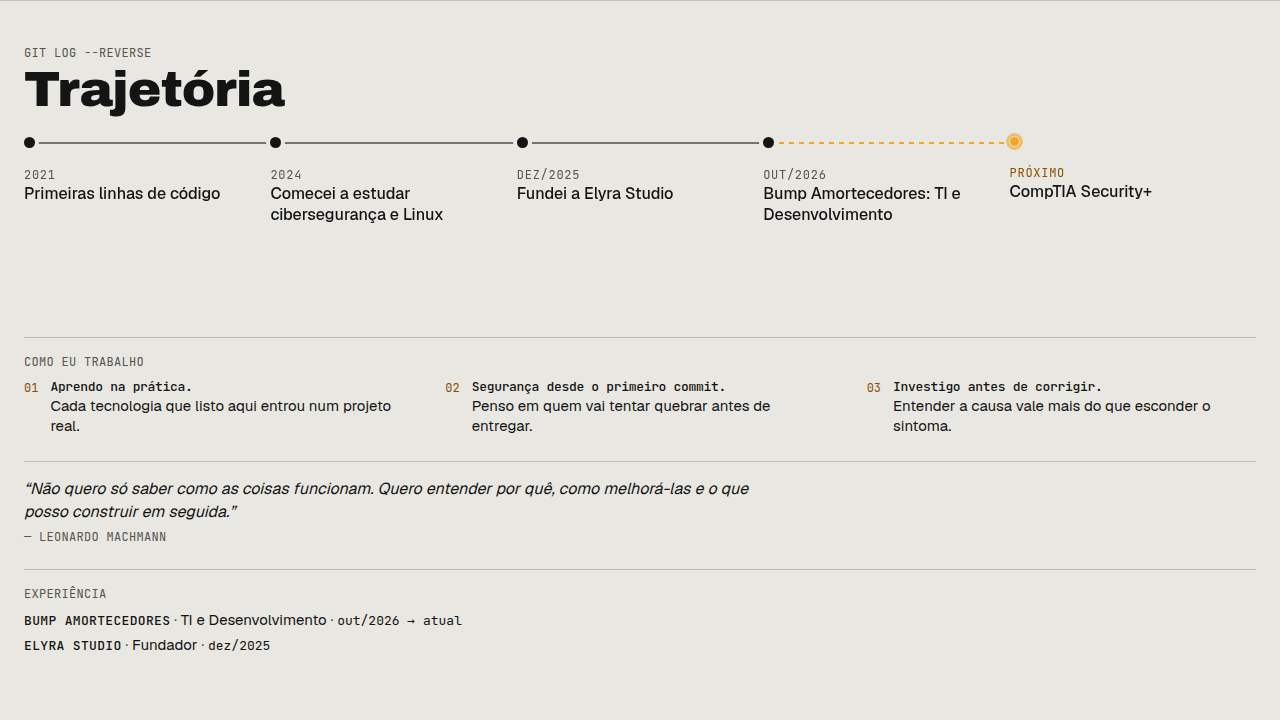 GIT LOG --REVERSE
Trajetória
2021
Primeiras linhas de código
2024
Comecei a estudar
cibersegurança e Linux
DEZ/2025
Fundei a Elyra Studio
OUT/2026
Bump Amortecedores: TI e
Desenvolvimento
PRÓXIMO
CompTIA Security+
COMO EU TRABALHO
01 Aprendo na prática.
Cada tecnologia que listo aqui entrou num projeto
real.
02 Segurança desde o primeiro commit.
Penso em quem vai tentar quebrar antes de
entregar.
03 Investigo antes de corrigir.
Entender a causa vale mais do que esconder o
sintoma.
“Não quero só saber como as coisas funcionam. Quero entender por quê, como melhorá-las e o que
posso construir em seguida.”
— LEONARDO MACHMANN
EXPERIÊNCIA
BUMP AMORTECEDORES · TI e Desenvolvimento · out/2026 → atual
ELYRA STUDIO · Fundador · dez/2025